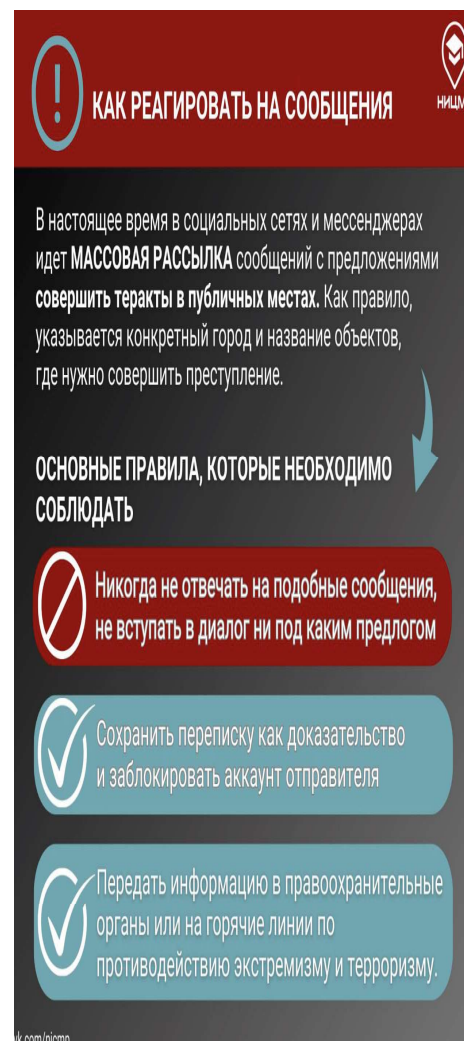 КАК РЕАГИРОВАТЬ НА СООБЩЕНИЯ
В настоящее время в социальных сетях и мессенджерах
идет МАССОВАЯ РАССЫЛКА сообщений с предложениями
совершить теракты в публичных местах. Как правило,
указывается конкретный город и название объектов,
где нужно совершить преступление.
ОСНОВНЫЕ ПРАВИЛА, КОТОРЫЕ НЕОБХОДИМО
СОБЛЮДАТЬ
Никогда не отвечать на подобные сообщения,
не вступать в диалог ни под каким предлогом
Сохранить переписку как доказательство
и заблокировать аккаунт отправителя
Передать информацию в правоохранительные
органы или на горячие линии по
противодействию экстремизму и терроризму.